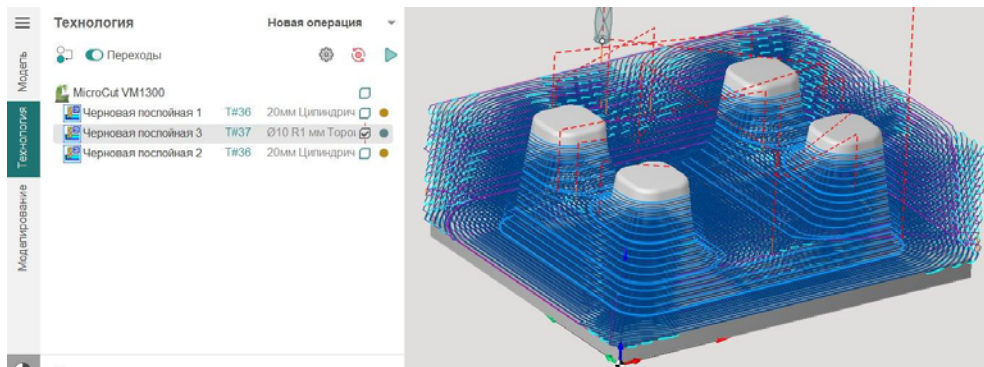 Технология Новая операция
Переходы
MicroCut VM1300
Черновая послойная 1 T#36 20мм Цилиндрич
Черновая послойная 3 T#37 Ø10 R1 мм Торои
Черновая послойная 2 T#36 20мм Цилиндрич
Модель
Технология
Моделирование